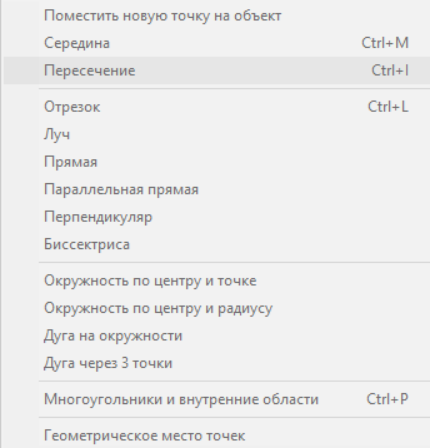 Поместить новую точку на объект
Середина Ctrl+M
Пересечение Ctrl+I
Отрезок Ctrl+L
Луч
Прямая
Параллельная прямая
Перпендикуляр
Биссектриса
Окружность по центру и точке
Окружность по центру и радиусу
Дуга на окружности
Дуга через 3 точки
Многоугольники и внутренние области Ctrl+P
Геометрическое место точек